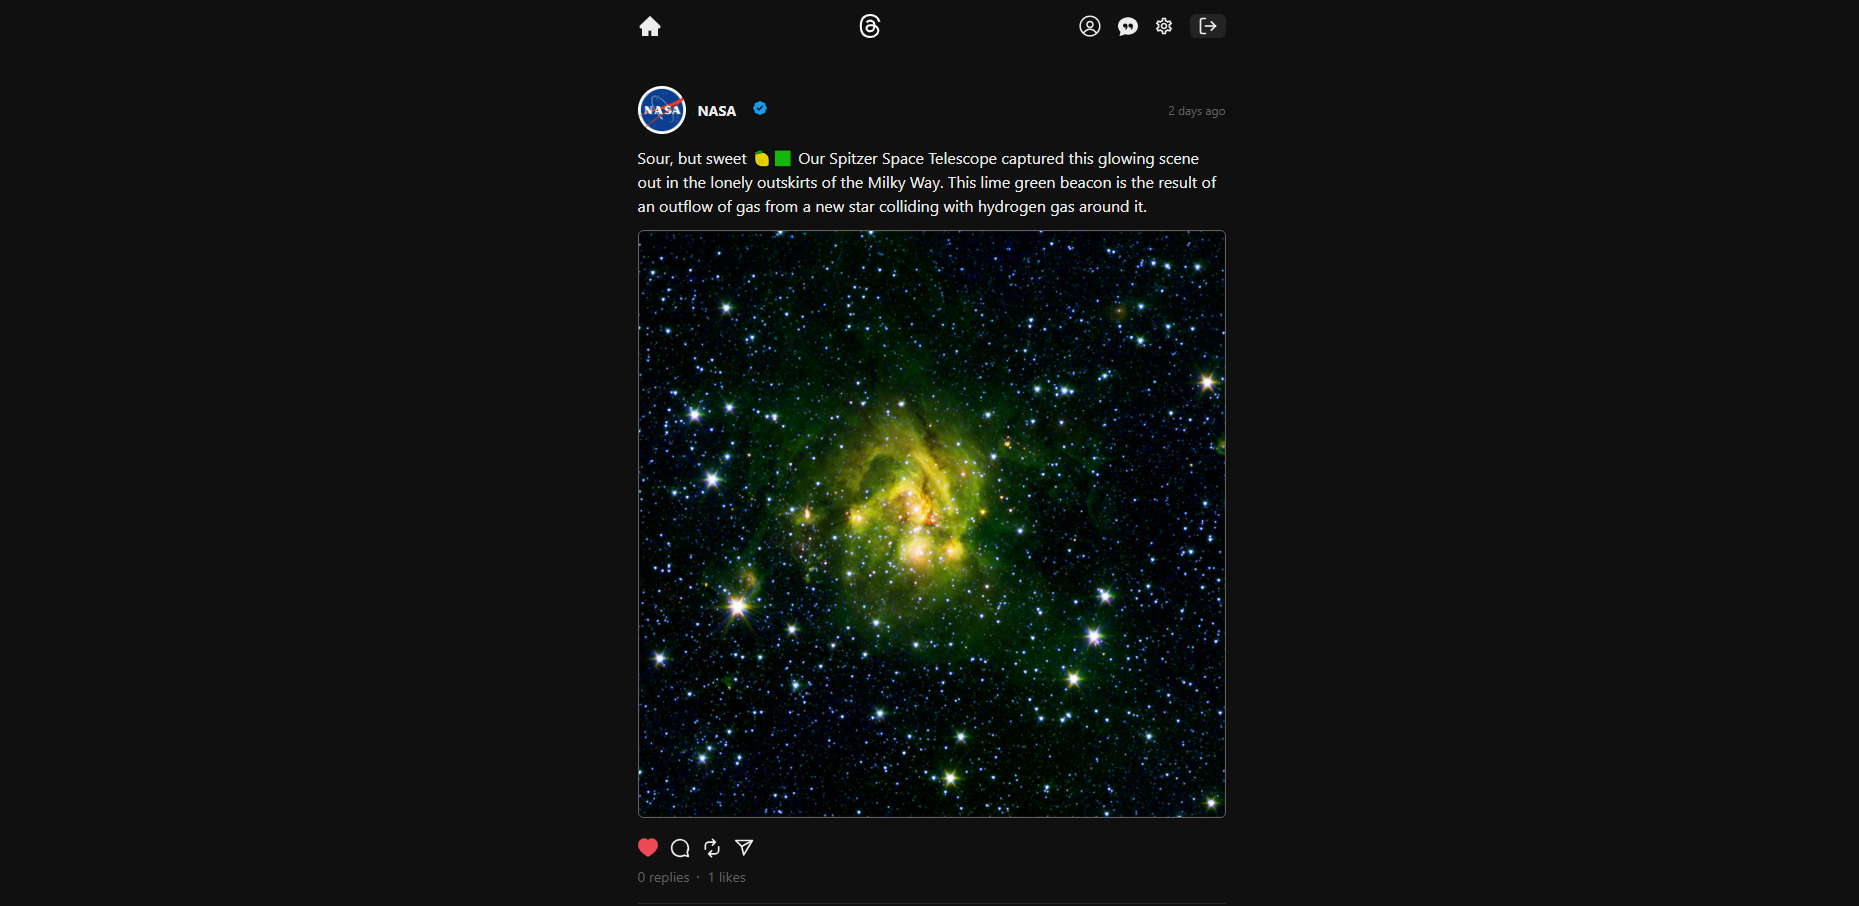 NASA
NASA
2 days ago
Sour, but sweet 🍋🟩 Our Spitzer Space Telescope captured this glowing scene
out in the lonely outskirts of the Milky Way. This lime green beacon is the result of
an outflow of gas from a new star colliding with hydrogen gas around it.
0 replies · 1 likes